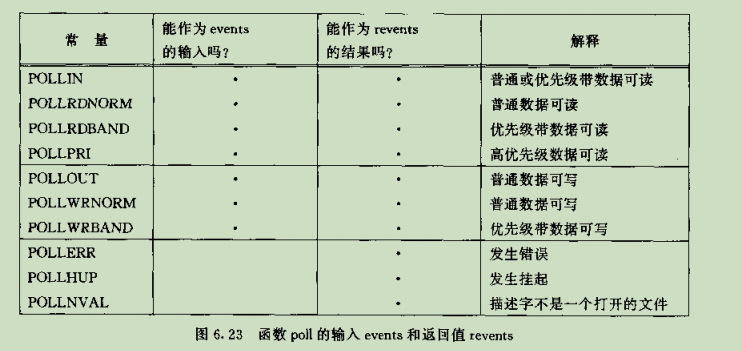 常 量 能作为 events 的输入吗? 能作为 revents 的结果吗? 解释
POLLIN • • 普通或优先级带数据可读
POLLRDNORM • • 普通数据可读
POLLRDBAND • • 优先级带数据可读
POLLPRI • • 高优先级数据可读
POLLOUT • • 普通数据可写
POLLWRNORM • • 普通数据可写
POLLWRBAND • • 优先级带数据可写
POLLERR • 发生错误
POLLHUP • 发生挂起
POLLNVAL • 描述字不是一个打开的文件
图 6.23 函数 poll 的输入 events 和返回值 revents